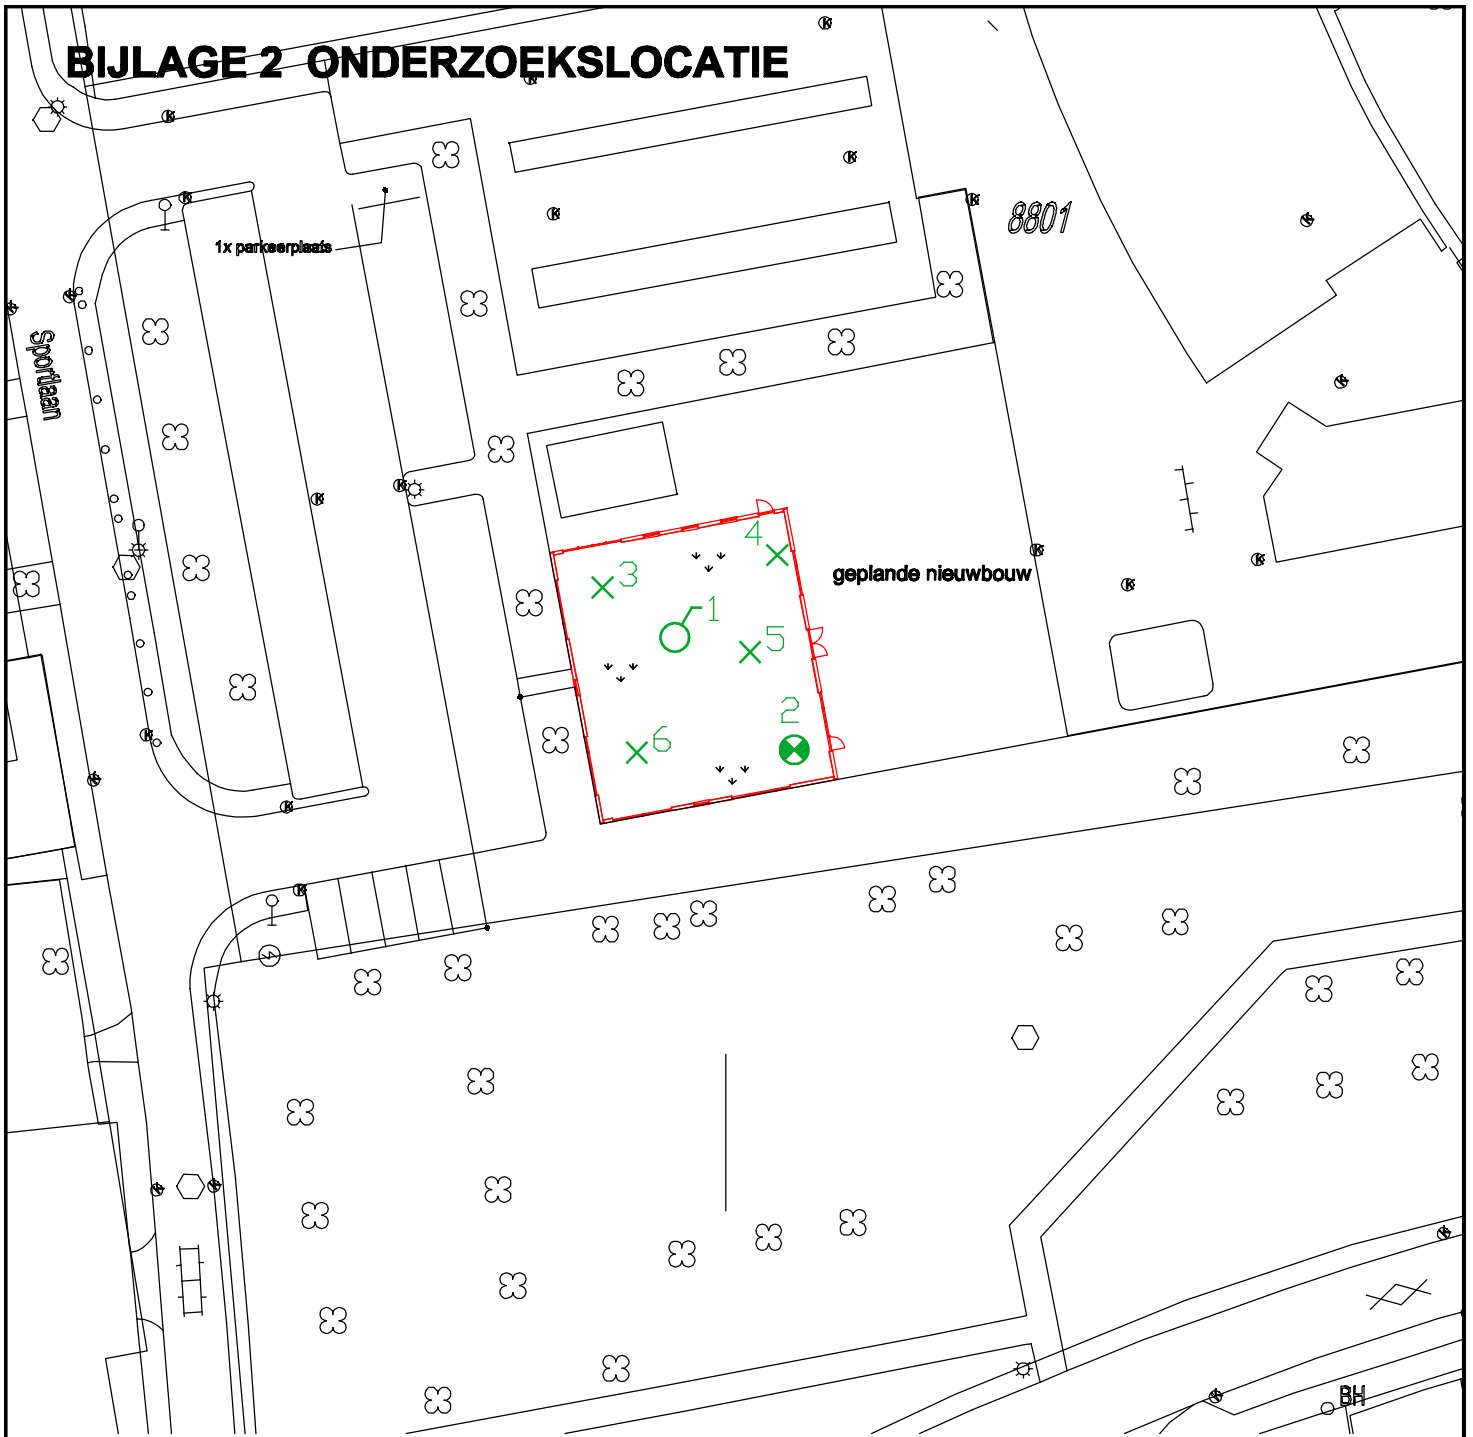 BIJLAGE 2 ONDERZOEKSLOCATIE
8801
1x parkeerplaats
Sportlaan
4
geplande nieuwbouw
3
1
5
2
6
BH